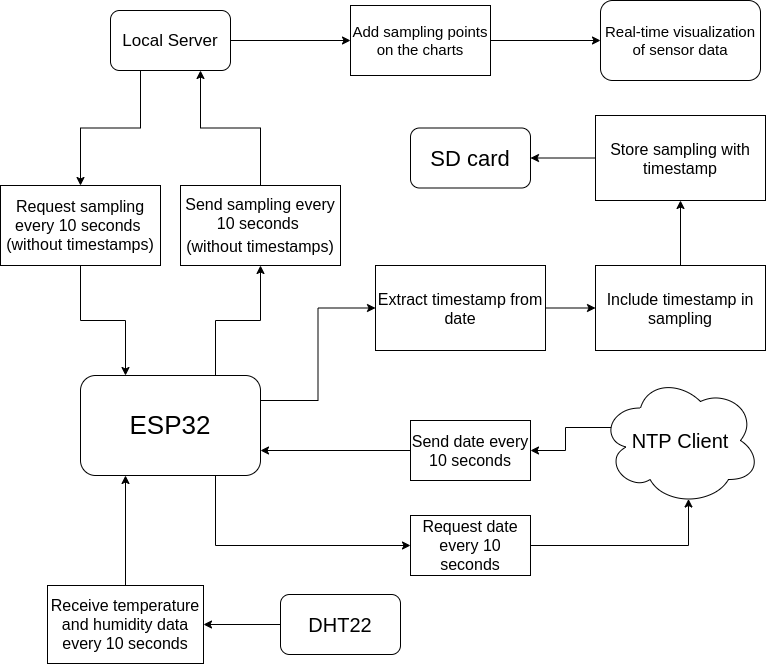 Local Server
Add sampling points
on the charts
Real-time visualization
of sensor data
SD card
Store sampling with
timestamp
Request sampling
every 10 seconds
(without timestamps)
Send sampling every
10 seconds
(without timestamps)
Extract timestamp from
date
Include timestamp in
sampling
ESP32
Send date every
10 seconds
NTP Client
Request date
every 10
seconds
Receive temperature
and humidity data
every 10 seconds
DHT22